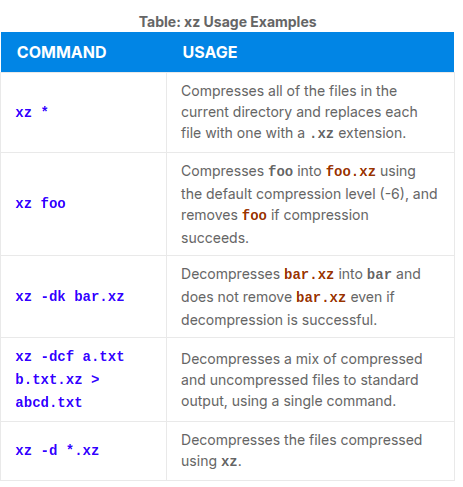 Table: xz Usage Examples
COMMAND USAGE
xz *
Compresses all of the files in the
current directory and replaces each
file with one with a .xz extension.
xz foo
Compresses foo into foo.xz using
the default compression level (-6), and
removes foo if compression
succeeds.
xz -dk bar.xz
Decompresses bar.xz into bar and
does not remove bar.xz even if
decompression is successful.
xz -dcf a.txt
b.txt.xz >
abcd.txt
Decompresses a mix of compressed
and uncompressed files to standard
output, using a single command.
xz -d *.xz
Decompresses the files compressed
using xz.